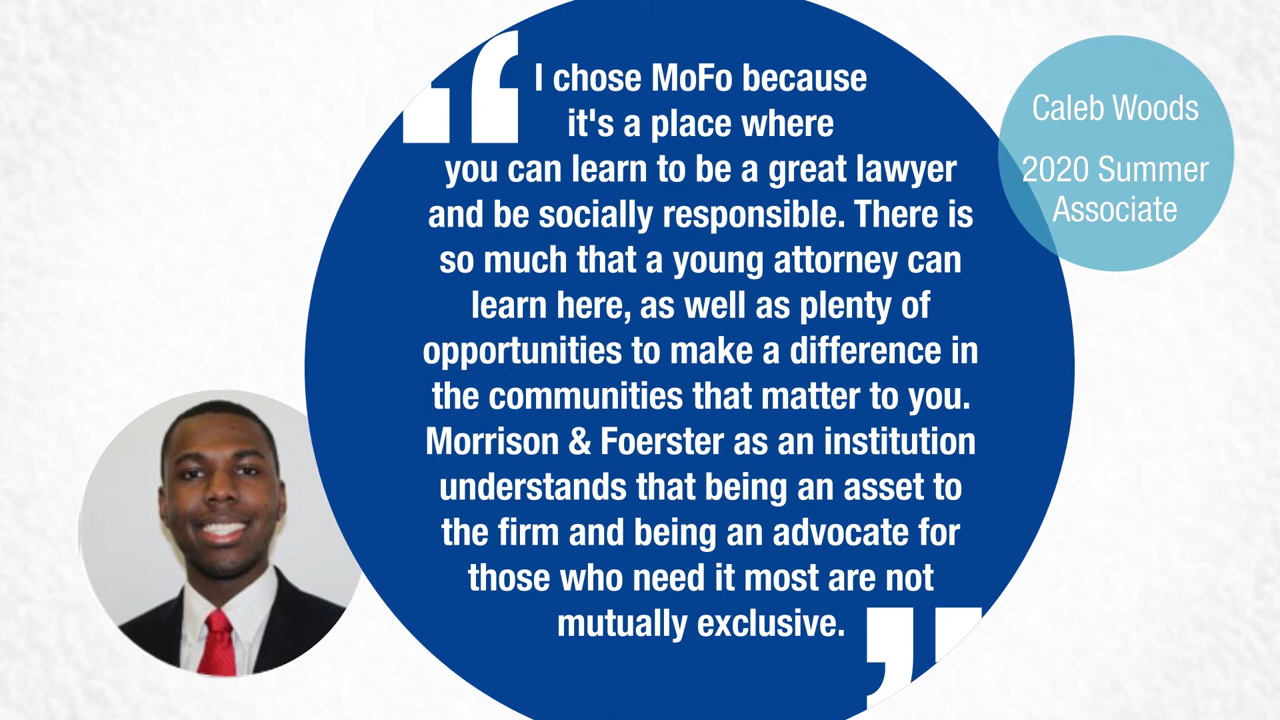 I chose MoFo because
it's a place where
you can learn to be a great lawyer
and be socially responsible. There is
so much that a young attorney can
learn here, as well as plenty of
opportunities to make a difference in
the communities that matter to you.
Morrison & Foerster as an institution
understands that being an asset to
the firm and being an advocate for
those who need it most are not
mutually exclusive.
Caleb Woods
2020 Summer
Associate